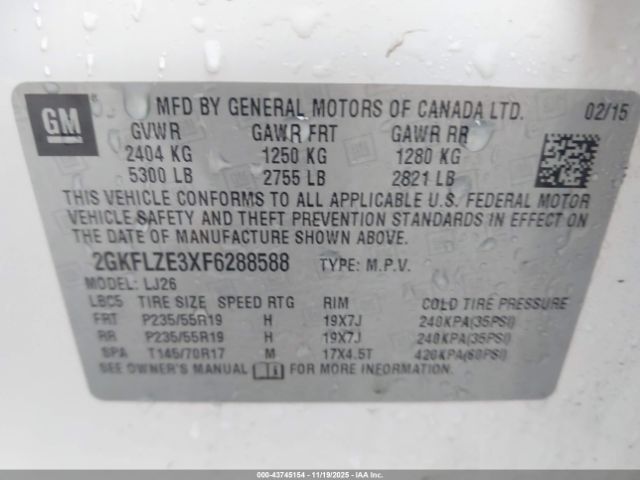 GM MFD BY GENERAL MOTORS OF CANADA LTD. 02/15
GVWR GAWR FRT GAWR RR
2404 KG 1250 KG 1280 KG
5300 LB 2755 LB 2821 LB
THIS VEHICLE CONFORMS TO ALL APPLICABLE U.S. FEDERAL MOTOR
VEHICLE SAFETY AND THEFT PREVENTION STANDARDS IN EFFECT ON
THE DATE OF MANUFACTURE SHOWN ABOVE.
2GKFLZE3XF6288588 TYPE: M.P.V.
MODEL: LJ26
LBC5 TIRE SIZE SPEED RTG RIM COLD TIRE PRESSURE
FRT P235/55R19 H 19X7J 240KPA(35PSI)
RR P235/55R19 H 19X7J 240KPA(35PSI)
SPA T145/70R17 M 17X4.5T 420KPA(60PSI)
SEE OWNER'S MANUAL FOR MORE INFORMATION.
000-43745154 - 11/19/2025 - IAAI.com